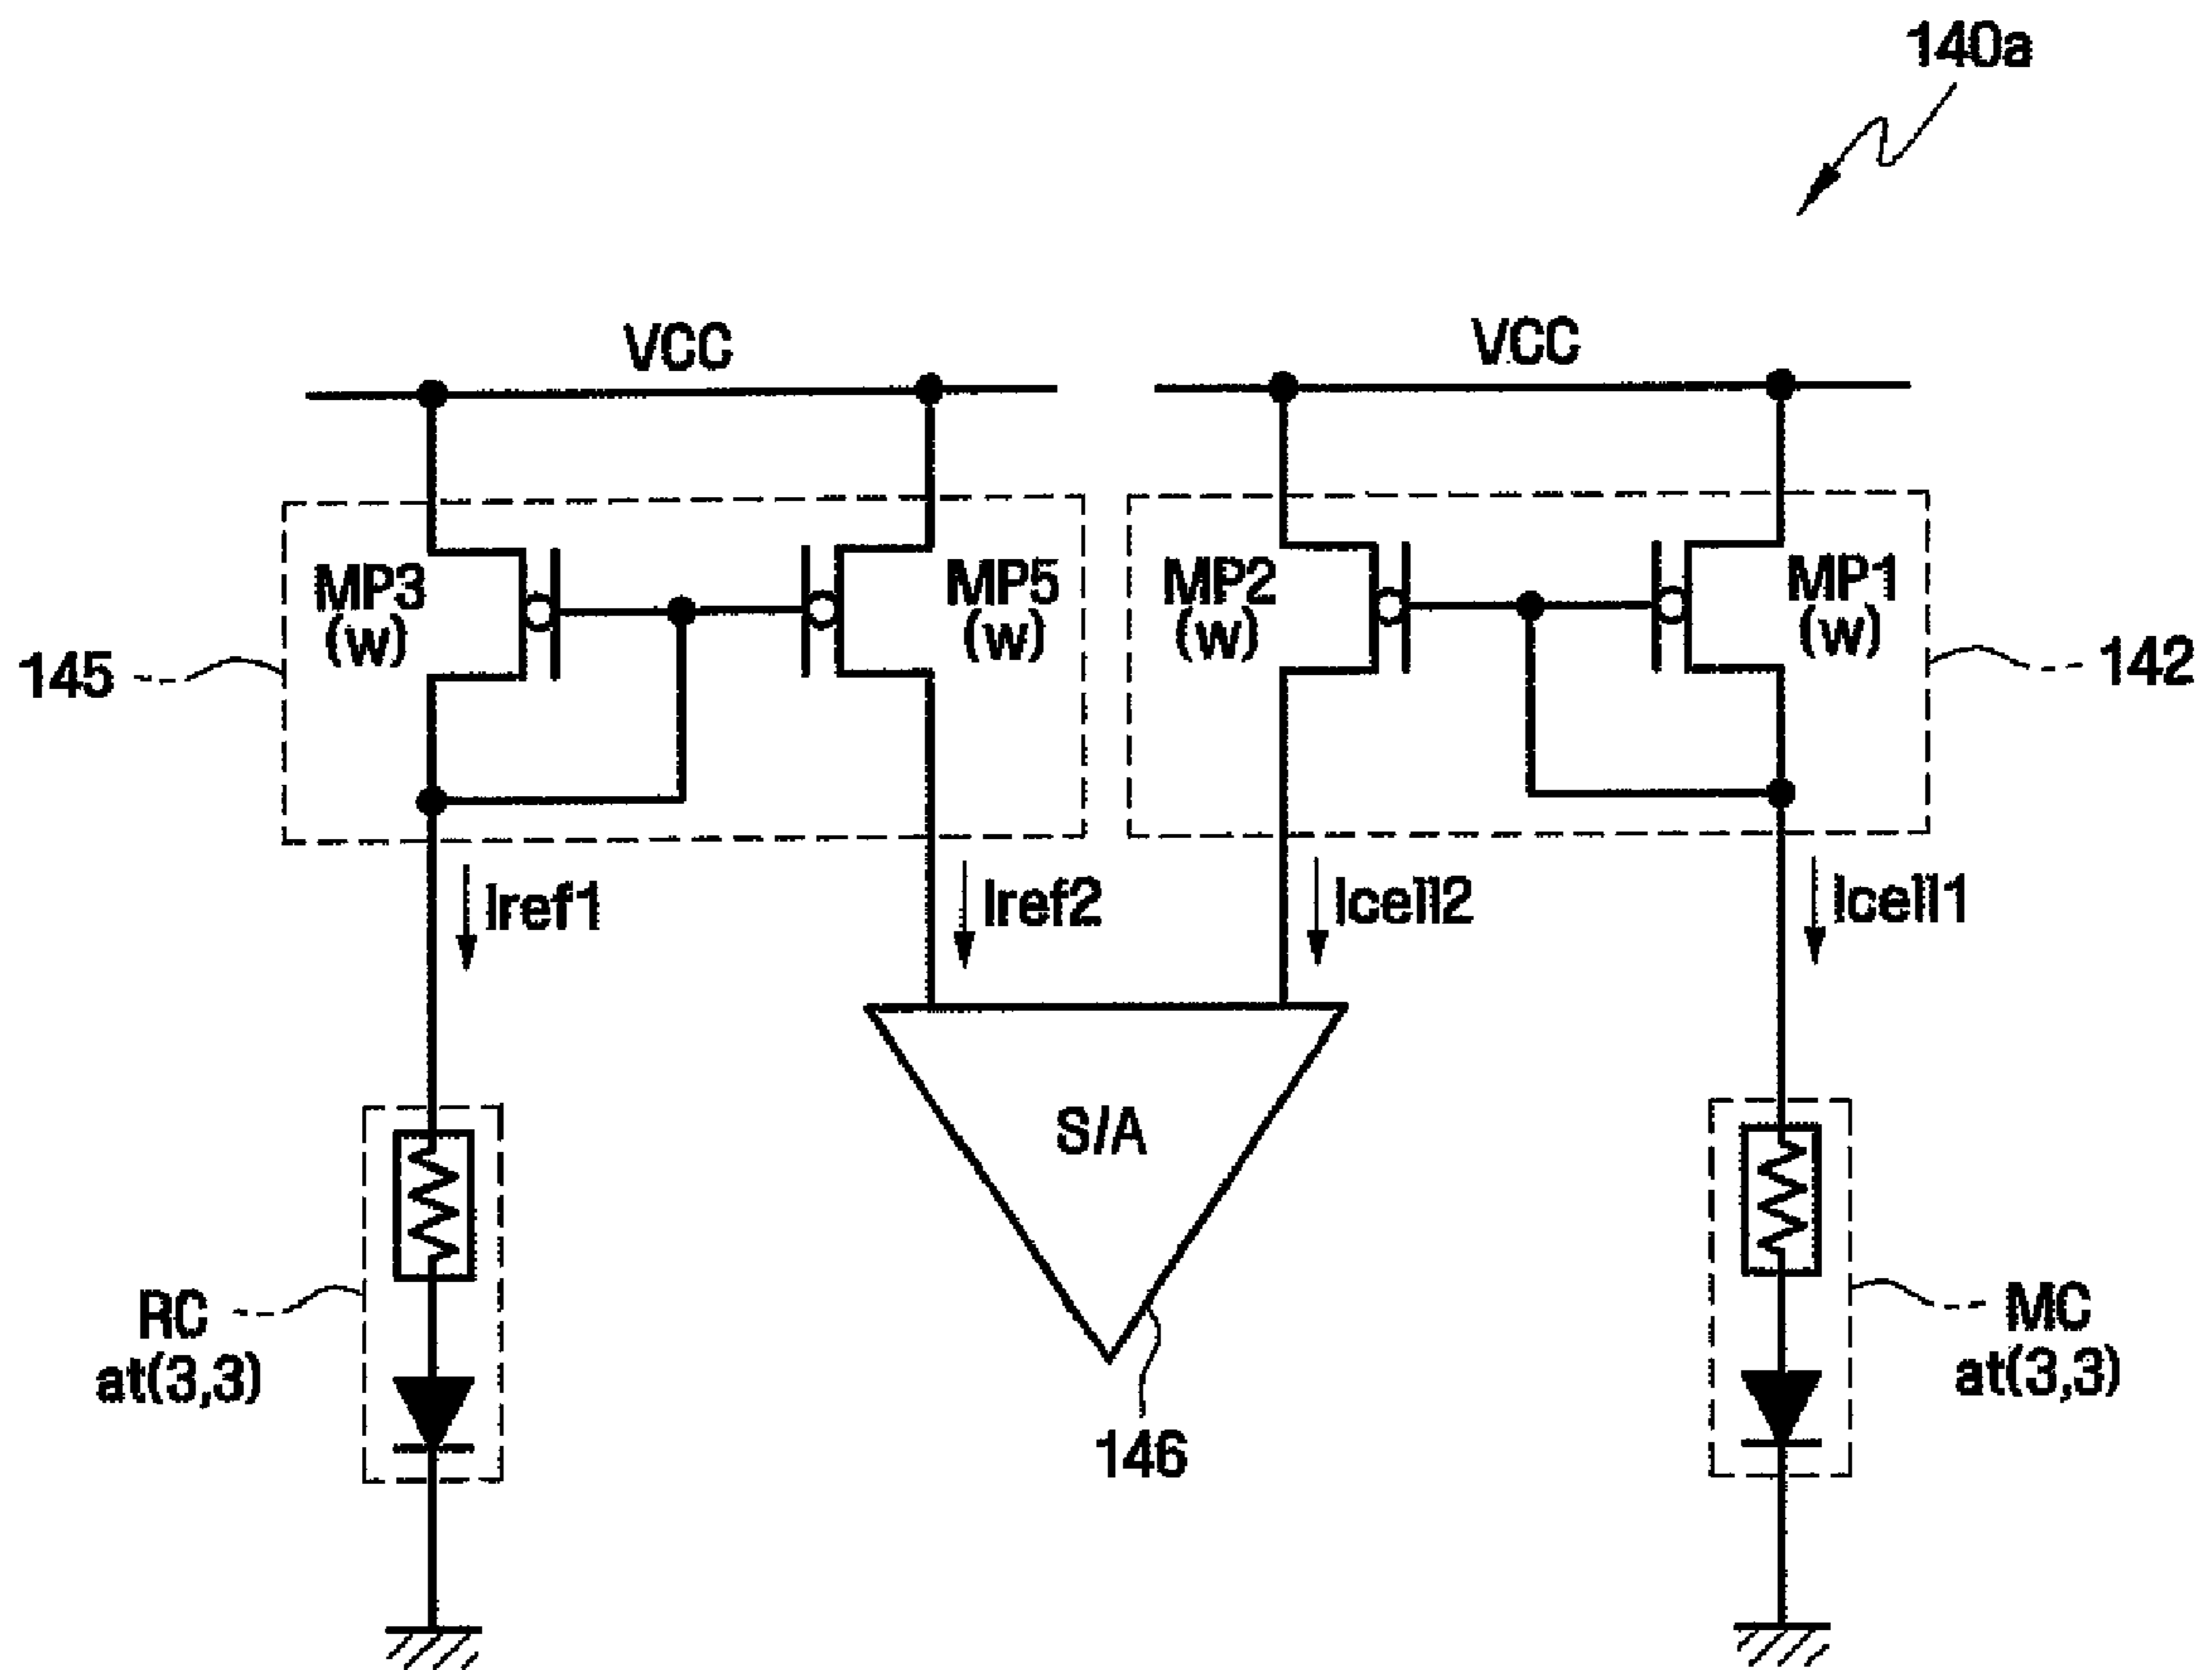 140a
VCC
VCC
MP3
(w)
MP5
(w)
MP2
(w)
MP1
(w)
145
142
Iref1
Iref2
Icell2
Icell1
S/A
RC
at(3,3)
MC
at(3,3)
146